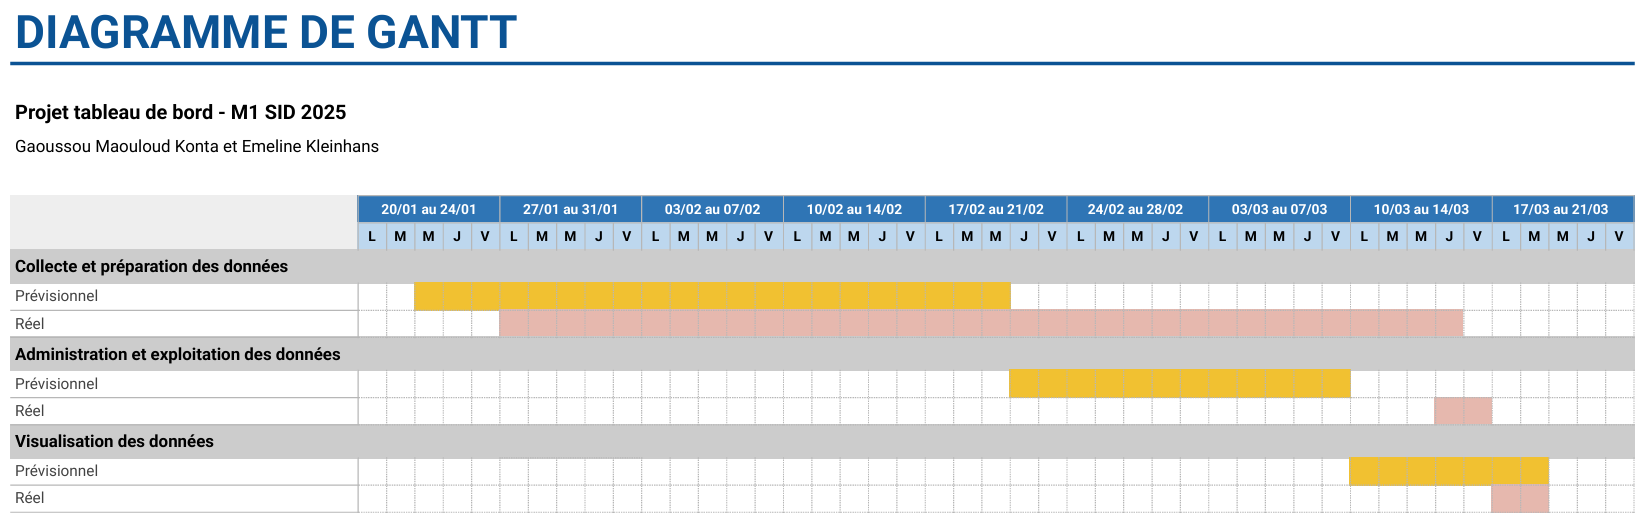 DIAGRAMME DE GANTT
Projet tableau de bord - M1 SID 2025
Gaoussou Maouloud Konta et Emeline Kleinhans
20/01 au 24/01 27/01 au 31/01 03/02 au 07/02 10/02 au 14/02 17/02 au 21/02 24/02 au 28/02 03/03 au 07/03 10/03 au 14/03 17/03 au 21/03
L M M J V L M M J V L M M J V L M M J V L M M J V L M M J V L M M J V L M M J V L M M J V
Collecte et préparation des données
Prévisionnel
Réel
Administration et exploitation des données
Prévisionnel
Réel
Visualisation des données
Prévisionnel
Réel